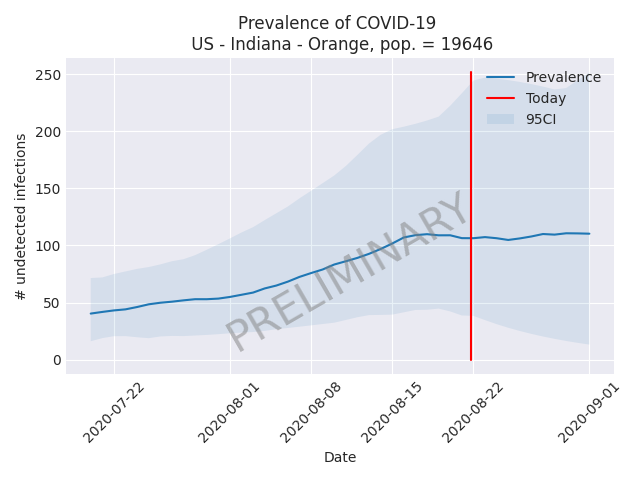 Prevalence of COVID-19
US - Indiana - Orange, pop. = 19646
250
200
150
100
50
0
# undetected infections
Prevalence
Today
95CI
PRELIMINARY
2020-07-22
2020-08-01
2020-08-08
2020-08-15
2020-08-22
2020-09-01
Date